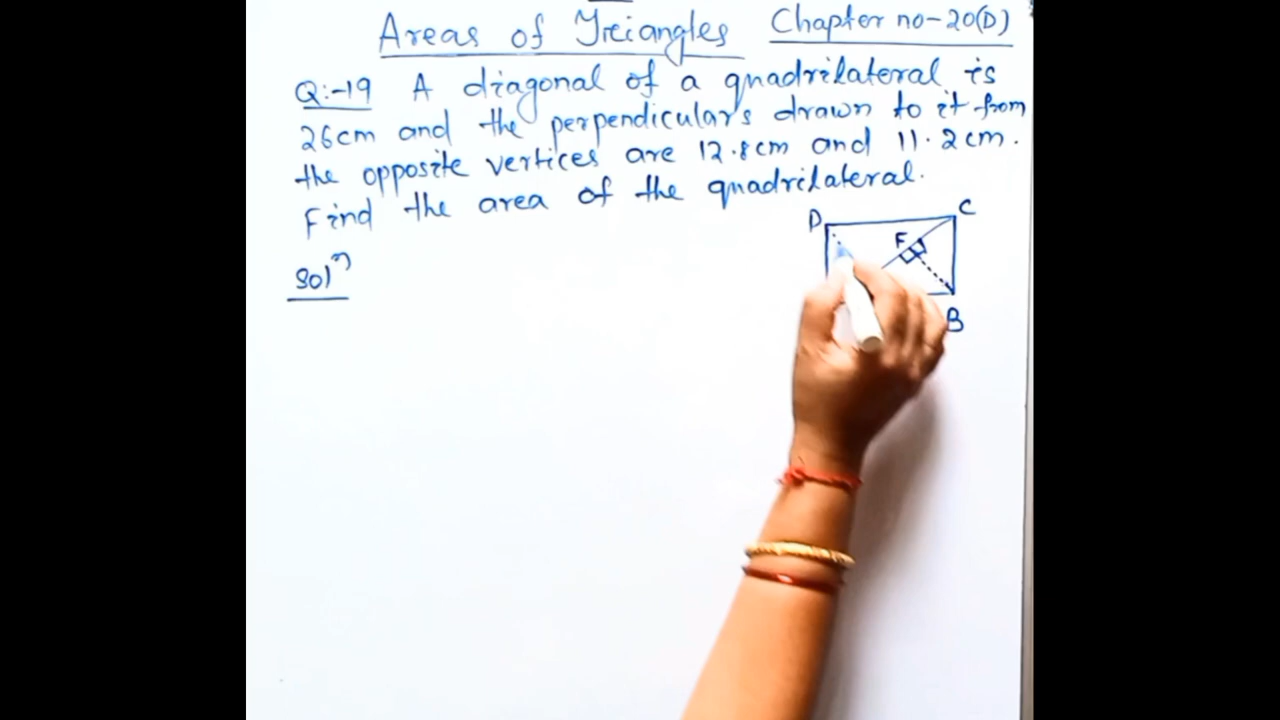 Areas of Treiangles Chapter no-20(D)
Q:-19 A diagonal of a quadrilateral is
26cm and the perpendiculars drawn to it from
the opposite vertices are 12.8cm and 11.2cm.
Find the area of the quadrilateral.
D C
F
Solⁿ
B